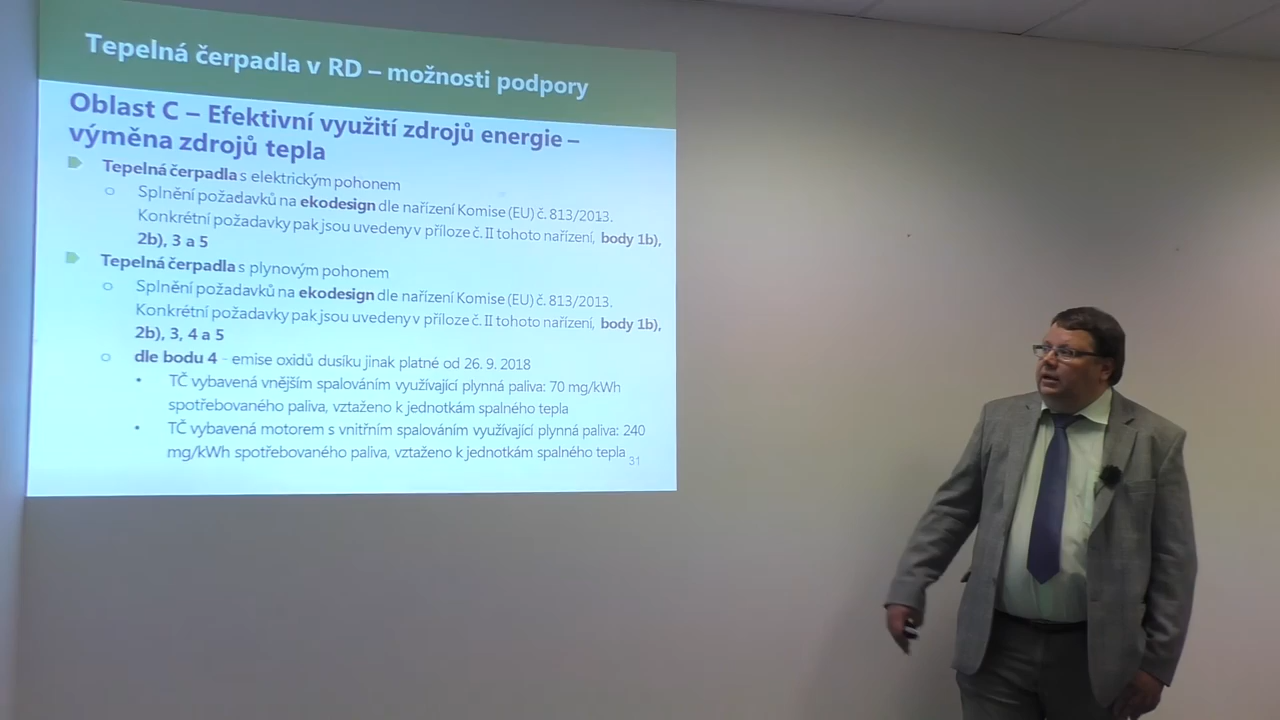 Tepelná čerpadla v RD – možnosti podpory
Oblast C – Efektivní využití zdrojů energie –
výměna zdrojů tepla
Tepelná čerpadla s elektrickým pohonem
o Splnění požadavků na ekodesign dle nařízení Komise (EU) č. 813/2013.
Konkrétní požadavky pak jsou uvedeny v příloze č. II tohoto nařízení, body 1b),
2b), 3 a 5
Tepelná čerpadla s plynovým pohonem
o Splnění požadavků na ekodesign dle nařízení Komise (EU) č. 813/2013.
Konkrétní požadavky pak jsou uvedeny v příloze č. II tohoto nařízení, body 1b),
2b), 3, 4 a 5
o dle bodu 4 - emise oxidů dusíku jinak platné od 26. 9. 2018
• TČ vybavená vnějším spalováním využívající plynná paliva: 70 mg/kWh
spotřebovaného paliva, vztaženo k jednotkám spalného tepla
• TČ vybavená motorem s vnitřním spalováním využívající plynná paliva: 240
mg/kWh spotřebovaného paliva, vztaženo k jednotkám spalného tepla
31